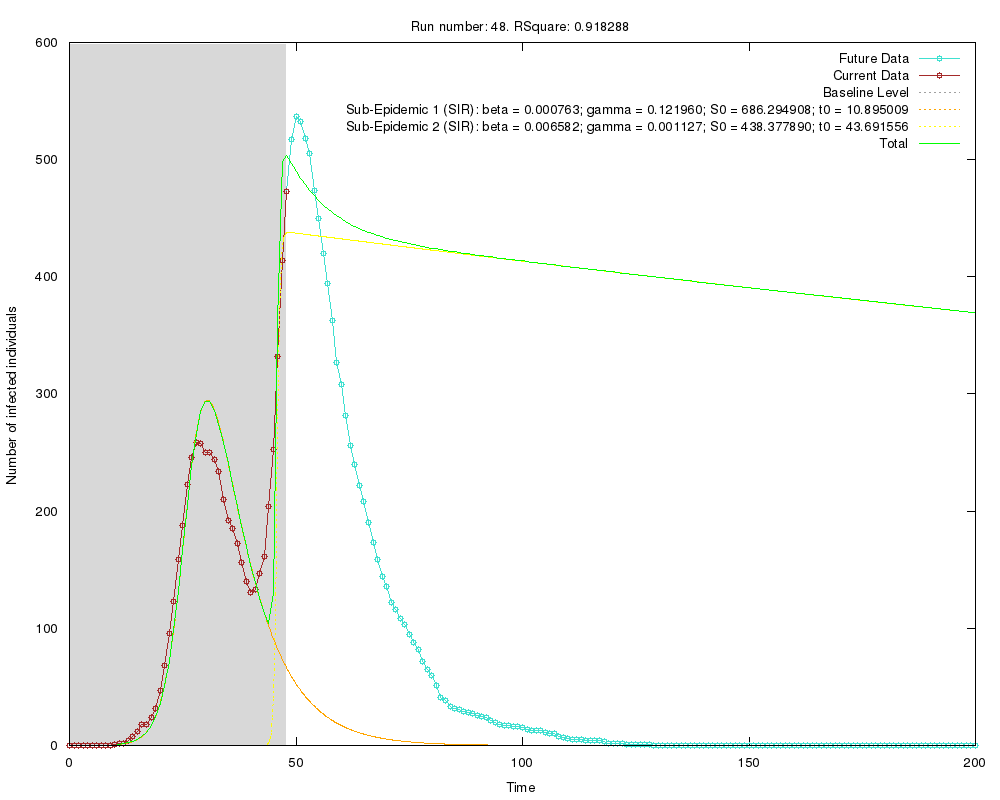 Run number: 48. RSquare: 0.918288
Future Data
Current Data
Baseline Level
Sub-Epidemic 1 (SIR): beta = 0.000763; gamma = 0.121960; S0 = 686.294908; t0 = 10.895009
Sub-Epidemic 2 (SIR): beta = 0.006582; gamma = 0.001127; S0 = 438.377890; t0 = 43.691556
Total
600
500
400
300
200
100
0
Number of infected individuals
0 50 100 150 200
Time